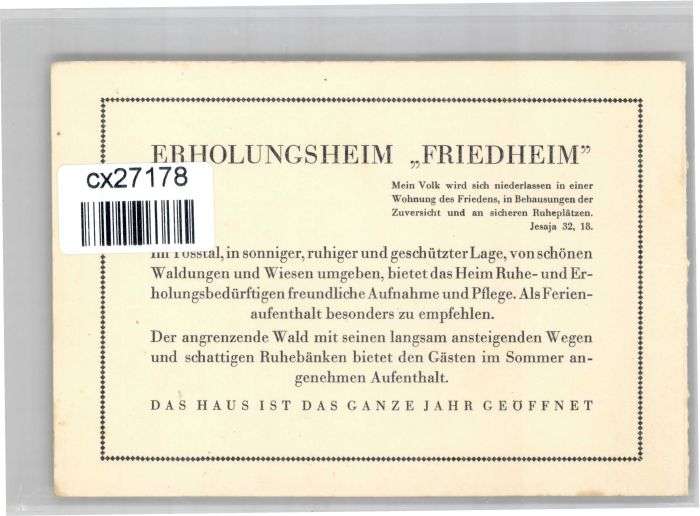 ERHOLUNGSHEIM „FRIEDHEIM”
cx27178
Mein Volk wird sich niederlassen in einer
Wohnung des Friedens, in Behausungen der
Zuversicht und an sicheren Ruheplätzen.
Jesaja 32, 18.
Im Tösstal, in sonniger, ruhiger und geschützter Lage, von schönen
Waldungen und Wiesen umgeben, bietet das Heim Ruhe- und Er-
holungsbedürftigen freundliche Aufnahme und Pflege. Als Ferien-
aufenthalt besonders zu empfehlen.
Der angrenzende Wald mit seinen langsam ansteigenden Wegen
und schattigen Ruhebänken bietet den Gästen im Sommer an-
genehmen Aufenthalt.
DAS HAUS IST DAS GANZE JAHR GEÖFFNET